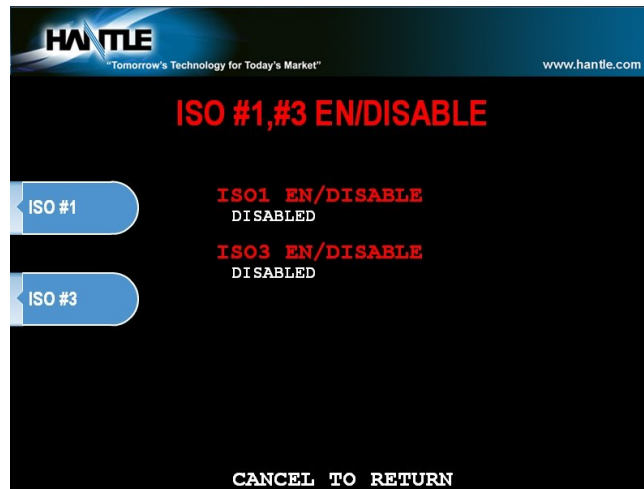 HANTLE
"Tomorrow's Technology for Today's Market"
www.hantle.com
ISO #1,#3 EN/DISABLE
ISO #1
ISO1 EN/DISABLE
DISABLED
ISO3 EN/DISABLE
DISABLED
ISO #3
CANCEL TO RETURN